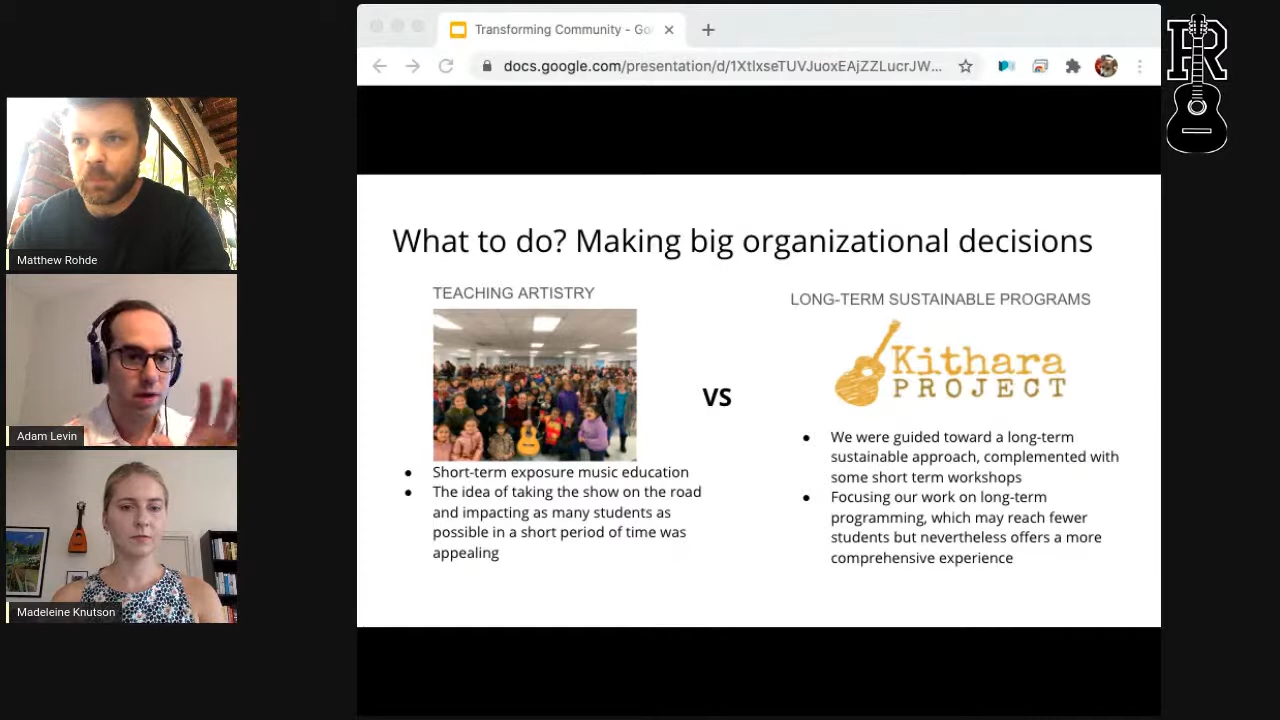 Transforming Community - Go
docs.google.com/presentation/d/1XtIxseTUVJuoxEAjZZLucrJW...
What to do? Making big organizational decisions
TEACHING ARTISTRY
Short-term exposure music education
The idea of taking the show on the road
and impacting as many students as
possible in a short period of time was
appealing
VS
LONG-TERM SUSTAINABLE PROGRAMS
Kithara
PROJECT
We were guided toward a long-term
sustainable approach, complemented with
some short term workshops
Focusing our work on long-term
programming, which may reach fewer
students but nevertheless offers a more
comprehensive experience
Matthew Rohde
Adam Levin
Madeleine Knutson